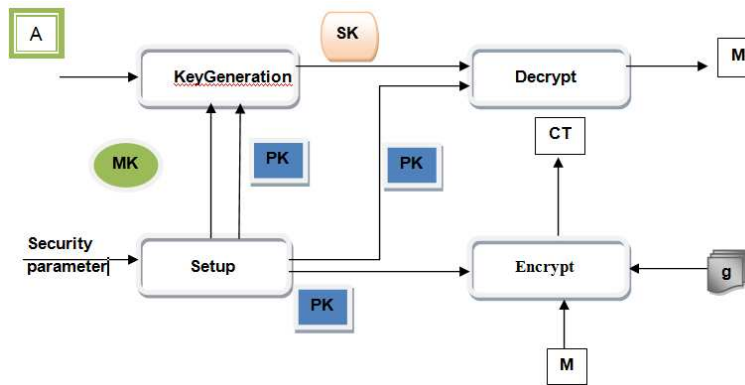 A
SK
KeyGeneration
Decrypt
M
CT
MK
PK
PK
Security
parameter
Setup
Encrypt
g
PK
M